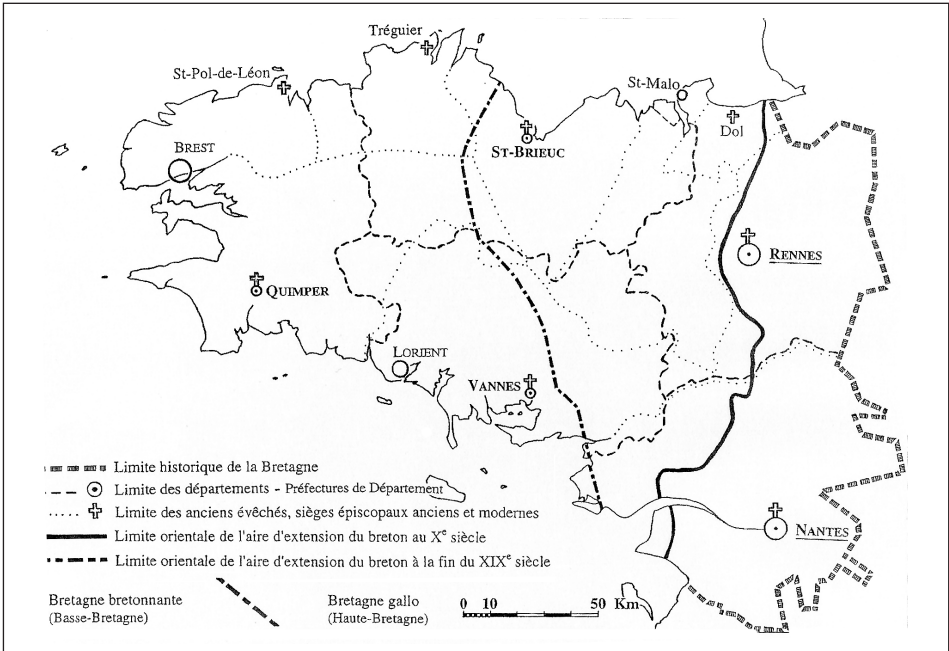 Tréguier
St-Pol-de-Léon
St-Malo
Dol
BREST
ST-BRIEUC
RENNES
QUIMPER
LORIENT
VANNES
NANTES
Limite historique de la Bretagne
Limite des départements - Préfectures de Département
Limite des anciens évêchés, sièges épiscopaux anciens et modernes
Limite orientale de l'aire d'extension du breton au Xe siècle
Limite orientale de l'aire d'extension du breton à la fin du XIXe siècle
Bretagne bretonnante
(Basse-Bretagne)
Bretagne gallo
(Haute-Bretagne)
0 10 50 Km